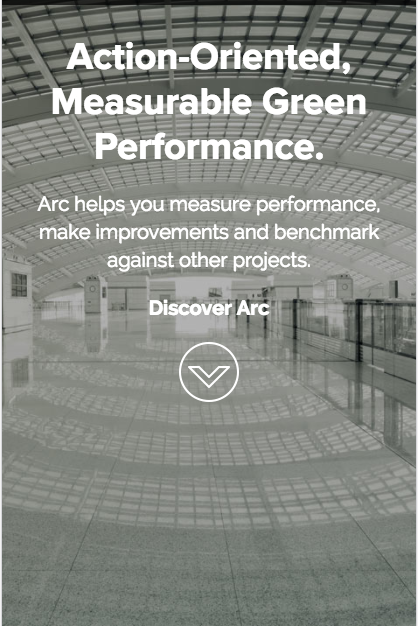 Action-Oriented,
Measurable Green
Performance.
Arc helps you measure performance,
make improvements and benchmark
against other projects.
Discover Arc